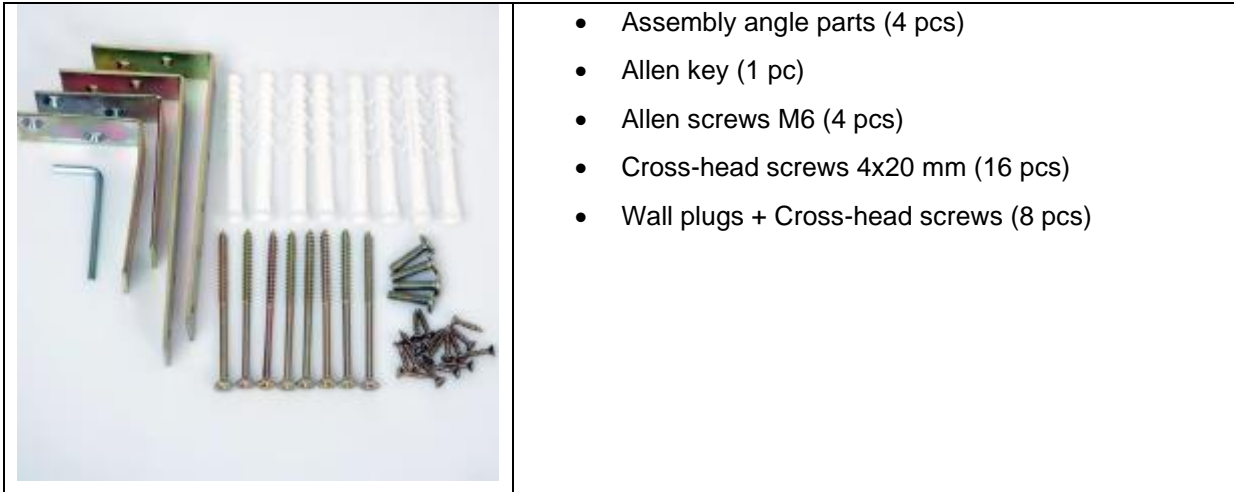 • Assembly angle parts (4 pcs)
• Allen key (1 pc)
• Allen screws M6 (4 pcs)
• Cross-head screws 4x20 mm (16 pcs)
• Wall plugs + Cross-head screws (8 pcs)